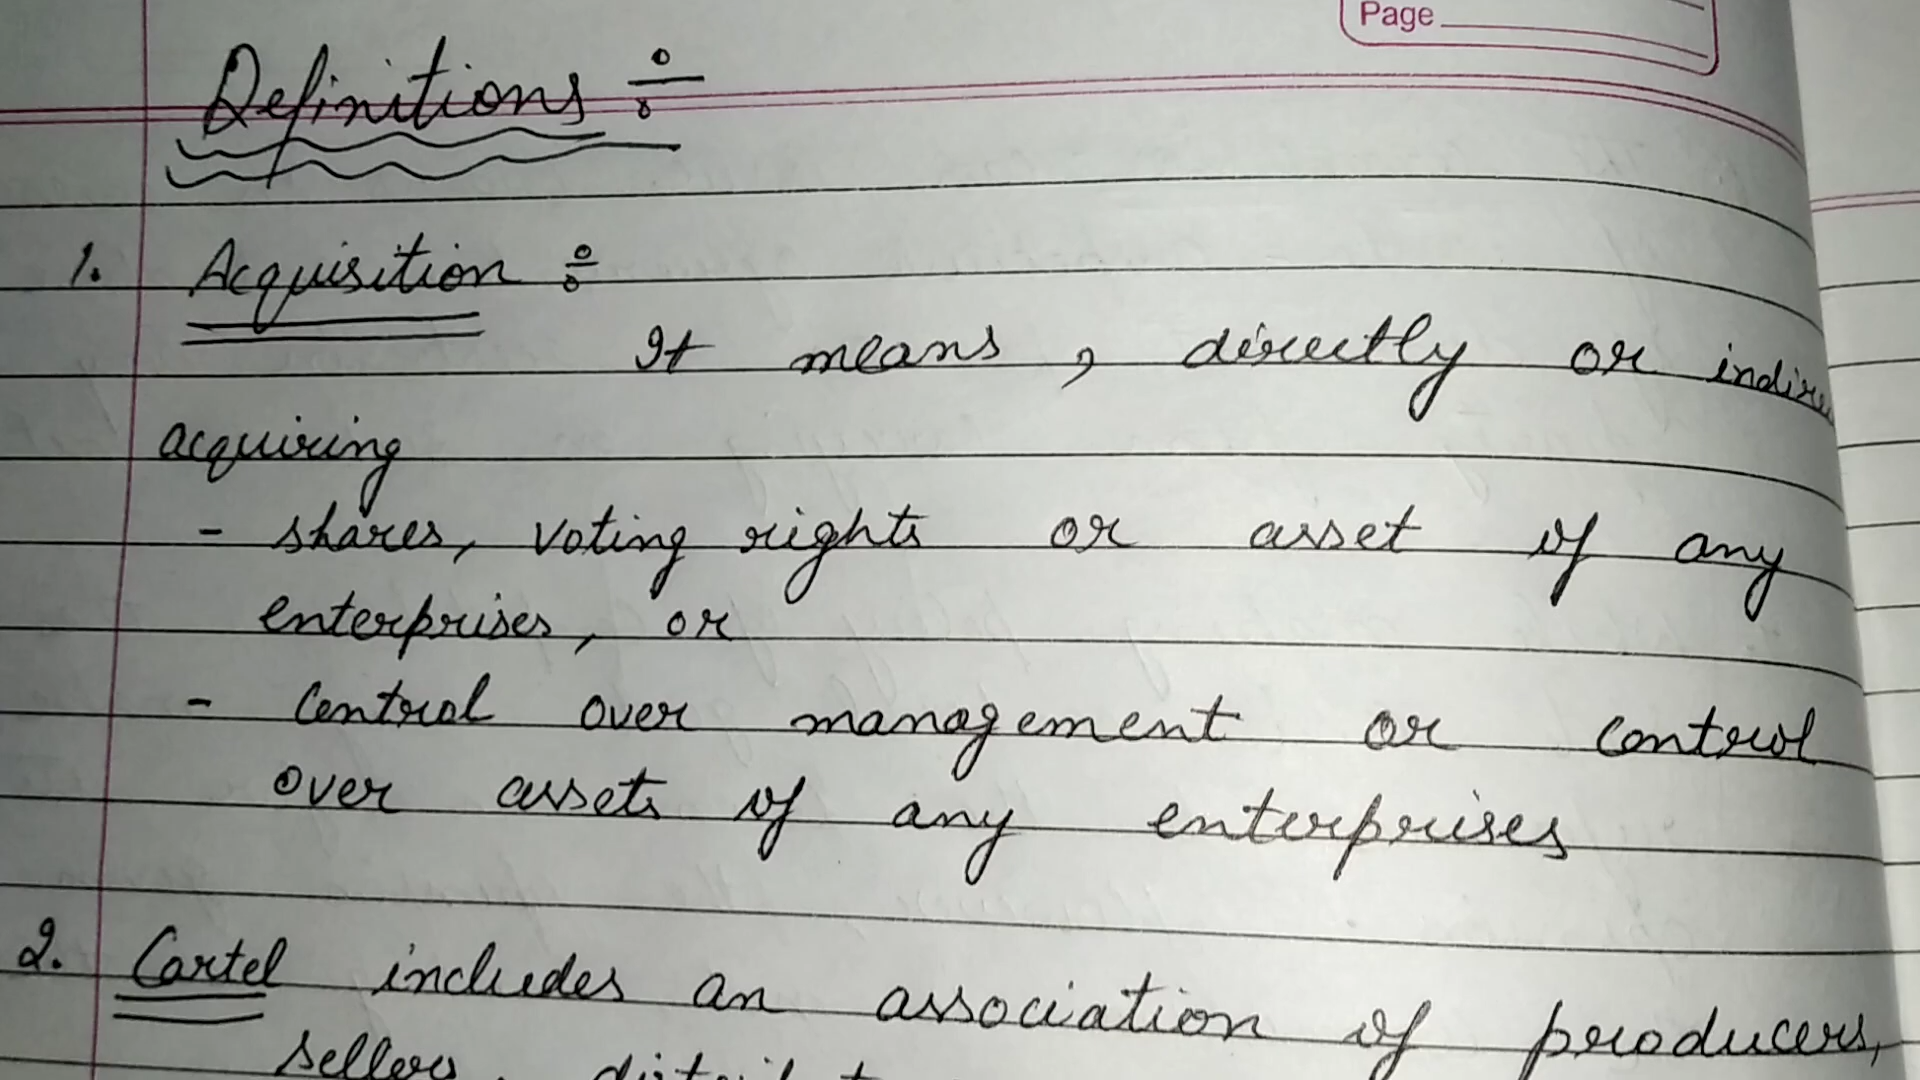 Page
Definitions ÷
1. Acquisition ÷
It means, directly or
acquiring
- shares, voting rights or asset of any
enterprises, or
- Control over management or control
over assets of any enterprises
2. Cartel includes an association of producers,
sellers,